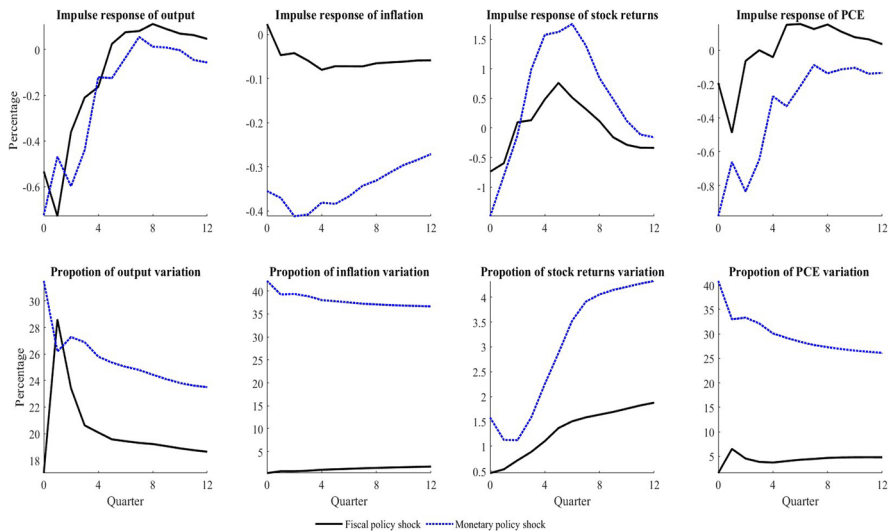 Impulse response of output
Impulse response of inflation
Impulse response of stock returns
Impulse response of PCE
Percentage
0
-0.2
-0.4
-0.6
0 4 8 12
0
-0.1
-0.2
-0.3
-0.4
0 4 8 12
1.5
1
0.5
0
-0.5
-1
0 4 8 12
0
-0.2
-0.4
-0.6
-0.8
0 4 8 12
Propotion of output variation
Propotion of inflation variation
Propotion of stock returns variation
Propotion of PCE variation
Percentage
30
28
26
24
22
20
18
0 4 8 12
Quarter
40
35
30
25
20
15
10
5
0 4 8 12
Quarter
4
3.5
3
2.5
2
1.5
1
0.5
0 4 8 12
Quarter
40
35
30
25
20
15
10
5
0 4 8 12
Quarter
Fiscal policy shock Monetary policy shock